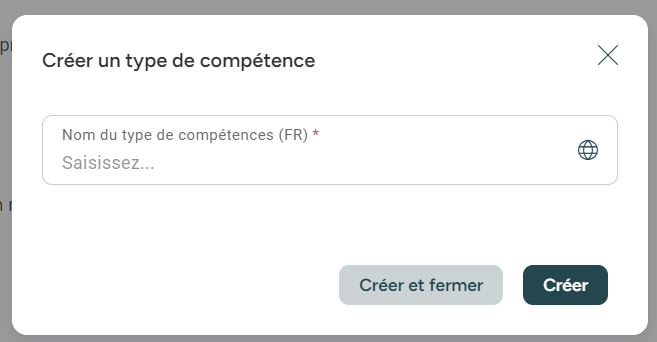 Créer un type de compétence
Nom du type de compétences (FR) *
Saisissez...
Créer et fermer
Créer